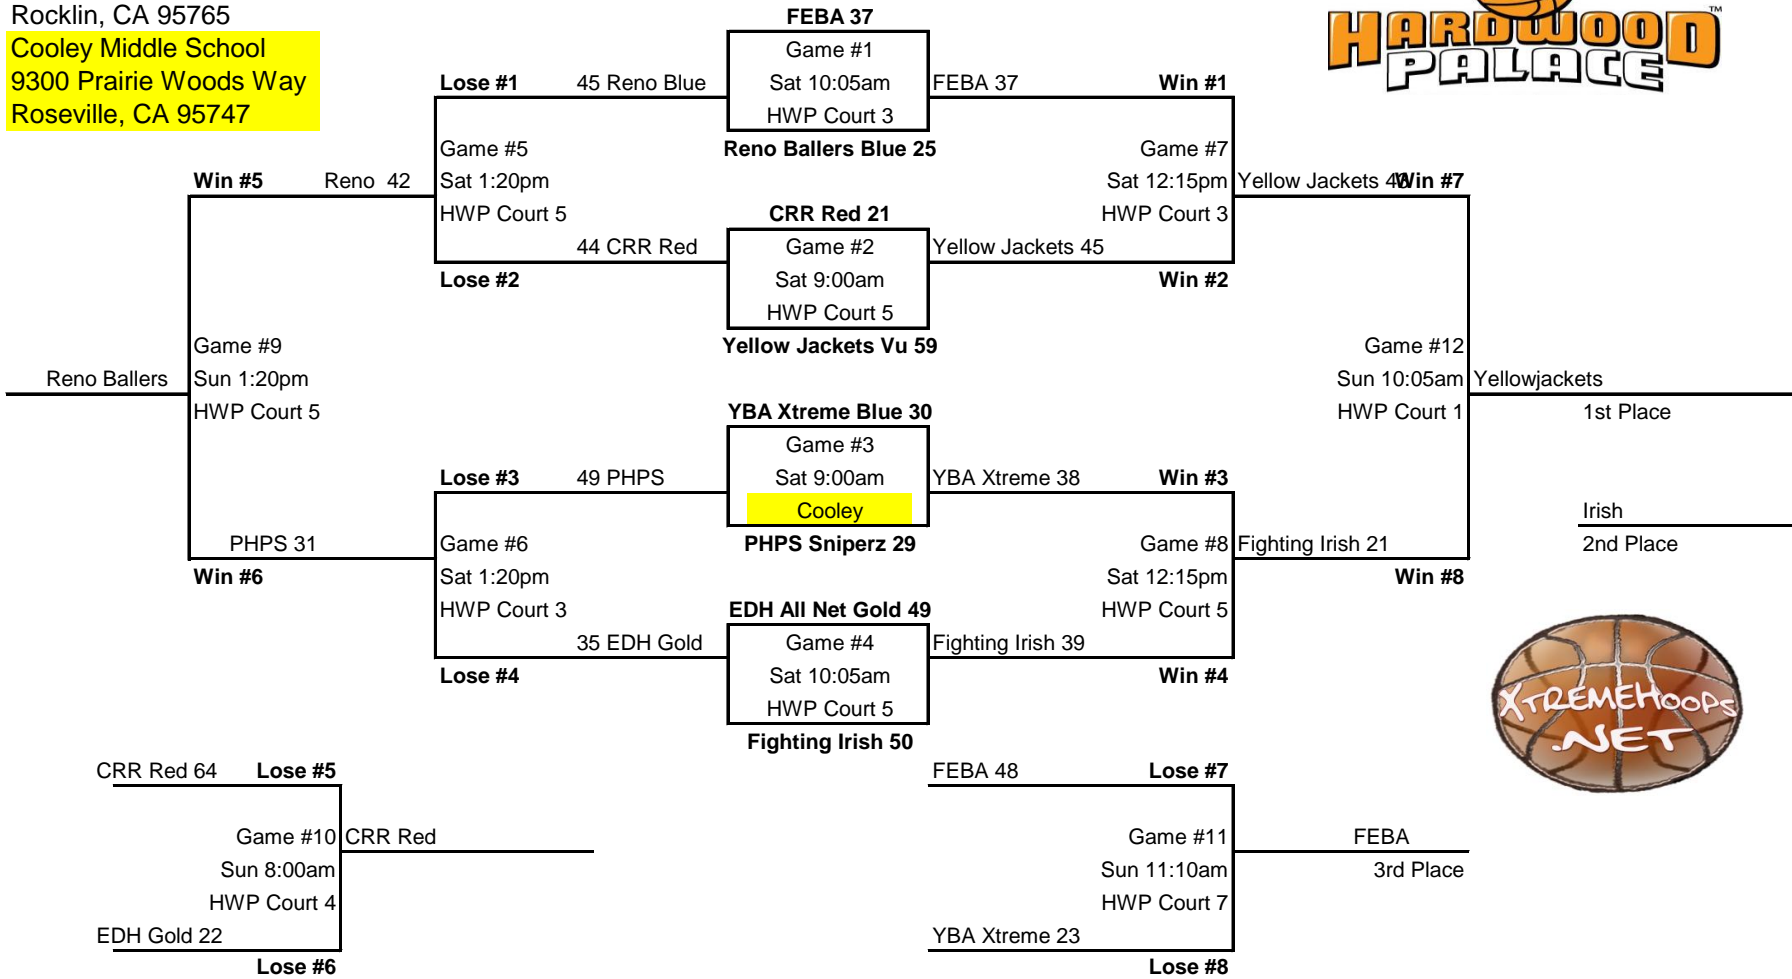 Rocklin, CA 95765
Cooley Middle School
9300 Prairie Woods Way
Roseville, CA 95747
HARDWOOD
PALACE
TM
FEBA 37
Game #1
Sat 10:05am
HWP Court 3
Reno Ballers Blue 25
Lose #1
45 Reno Blue
FEBA 37
Win #1
Game #5
Sat 1:20pm
HWP Court 5
Game #7
Sat 12:15pm
HWP Court 3
Win #5
Reno 42
Yellow Jackets
Win #7
CRR Red 21
Game #2
Sat 9:00am
HWP Court 5
Yellow Jackets Vu 59
44 CRR Red
Lose #2
Yellow Jackets 45
Win #2
Game #9
Sun 1:20pm
HWP Court 5
Reno Ballers
Game #12
Sun 10:05am
HWP Court 1
Yellowjackets
1st Place
YBA Xtreme Blue 30
Game #3
Sat 9:00am
Cooley
PHPS Sniperz 29
Lose #3
49 PHPS
YBA Xtreme 38
Win #3
Irish
2nd Place
PHPS 31
Win #6
Game #6
Sat 1:20pm
HWP Court 3
Game #8
Sat 12:15pm
HWP Court 5
Fighting Irish 21
Win #8
EDH All Net Gold 49
Game #4
Sat 10:05am
HWP Court 5
Fighting Irish 50
35 EDH Gold
Lose #4
Fighting Irish 39
Win #4
XTREMEHOOPS
.NET
CRR Red 64
Lose #5
Game #10
Sun 8:00am
HWP Court 4
CRR Red
EDH Gold 22
Lose #6
FEBA 48
Lose #7
Game #11
Sun 11:10am
HWP Court 7
FEBA
3rd Place
YBA Xtreme 23
Lose #8